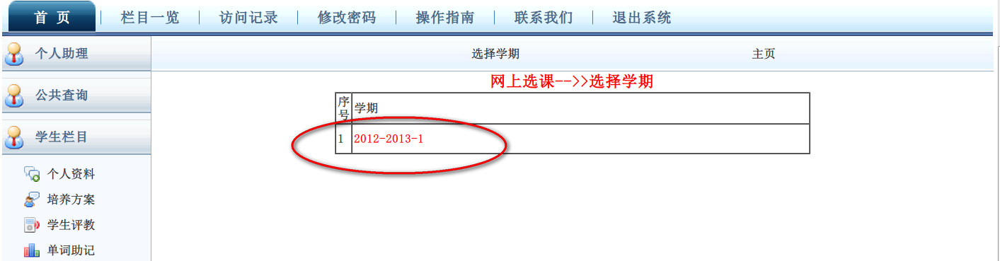 首 页
栏目一览
访问记录
修改密码
操作指南
联系我们
退出系统
个人助理
选择学期
主页
网上选课-->>选择学期
公共查询
序号
学期
学生栏目
1
2012-2013-1
个人资料
培养方案
学生评教
单词助记